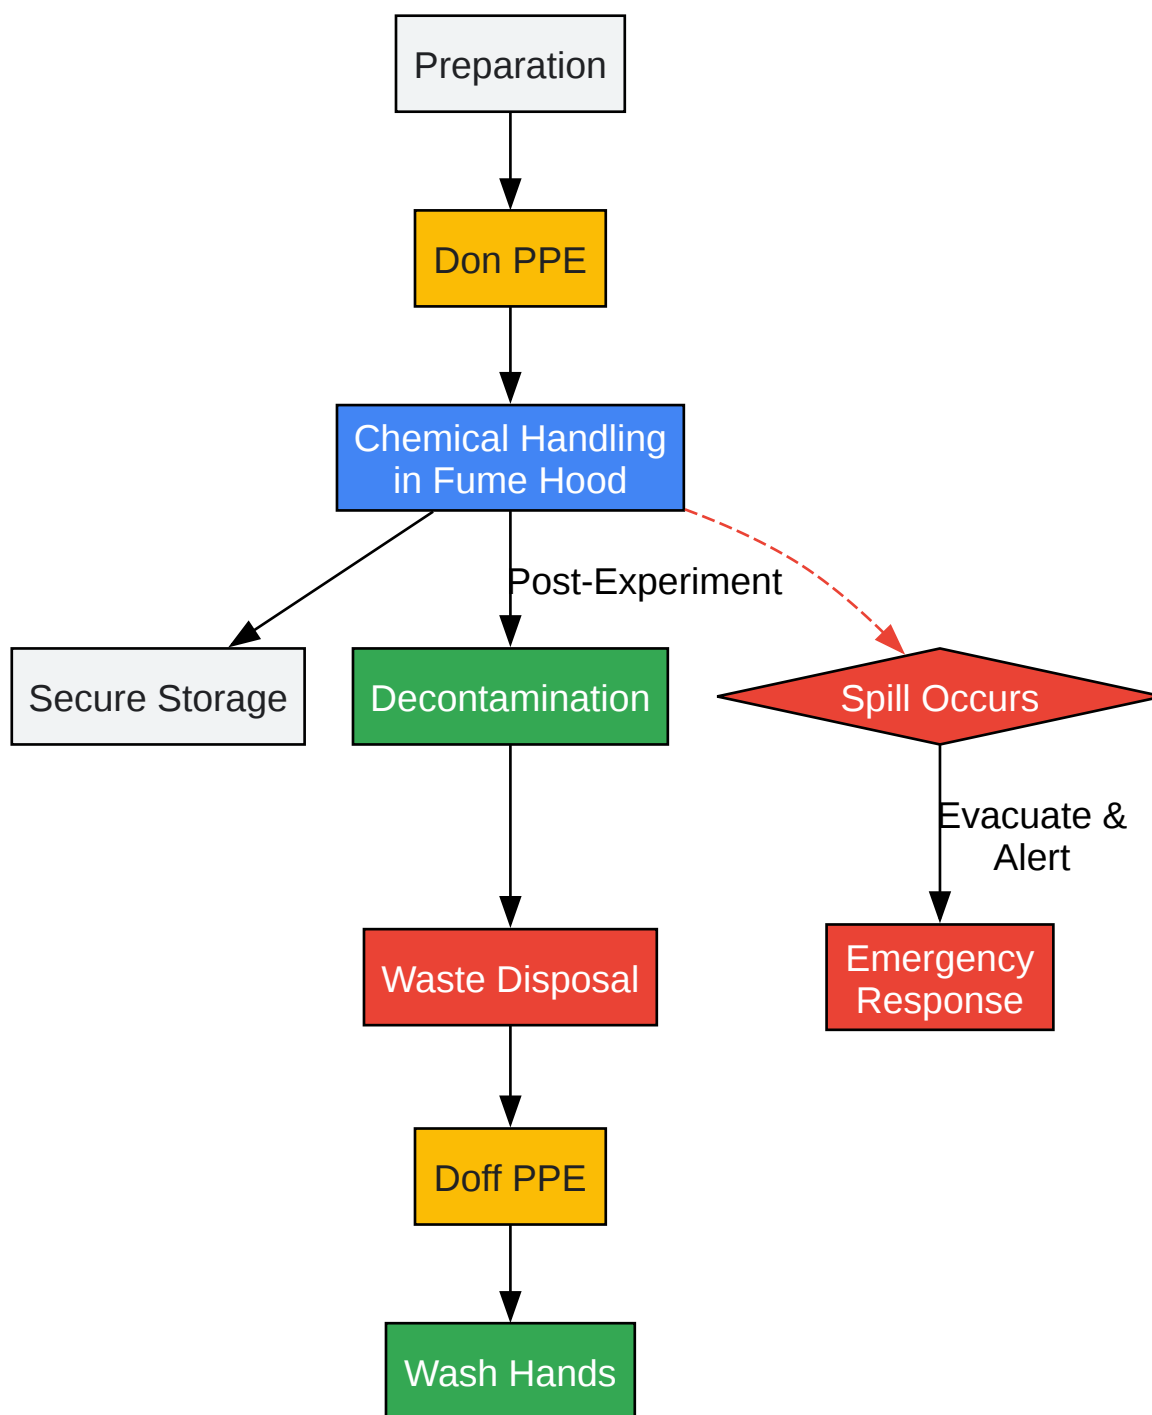 Preparation
Don PPE
Chemical Handling
in Fume Hood
Post-Experiment
Secure Storage
Decontamination
Spill Occurs
Evacuate &
Alert
Waste Disposal
Emergency
Response
Doff PPE
Wash Hands